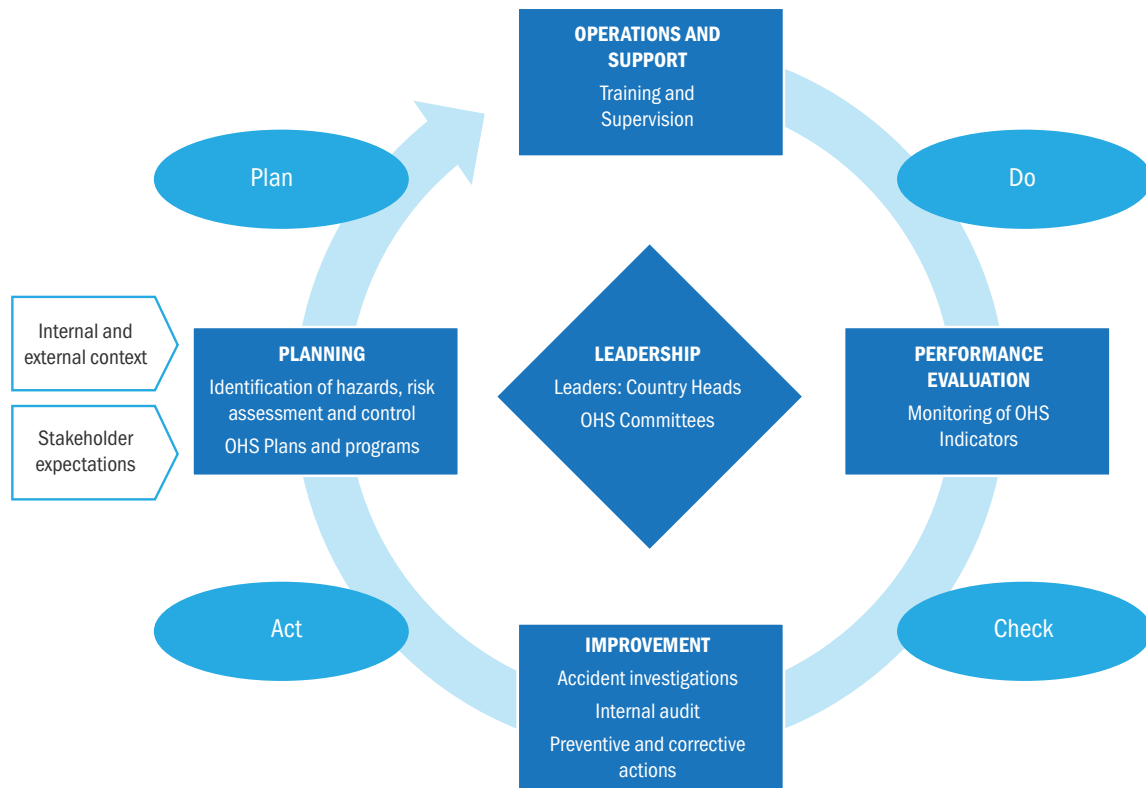 OPERATIONS AND
SUPPORT
Training and
Supervision
Plan
Do
Internal and
external context
Stakeholder
expectations
PLANNING
Identification of hazards, risk
assessment and control
OHS Plans and programs
LEADERSHIP
Leaders: Country Heads
OHS Committees
PERFORMANCE
EVALUATION
Monitoring of OHS
Indicators
Act
Check
IMPROVEMENT
Accident investigations
Internal audit
Preventive and corrective
actions